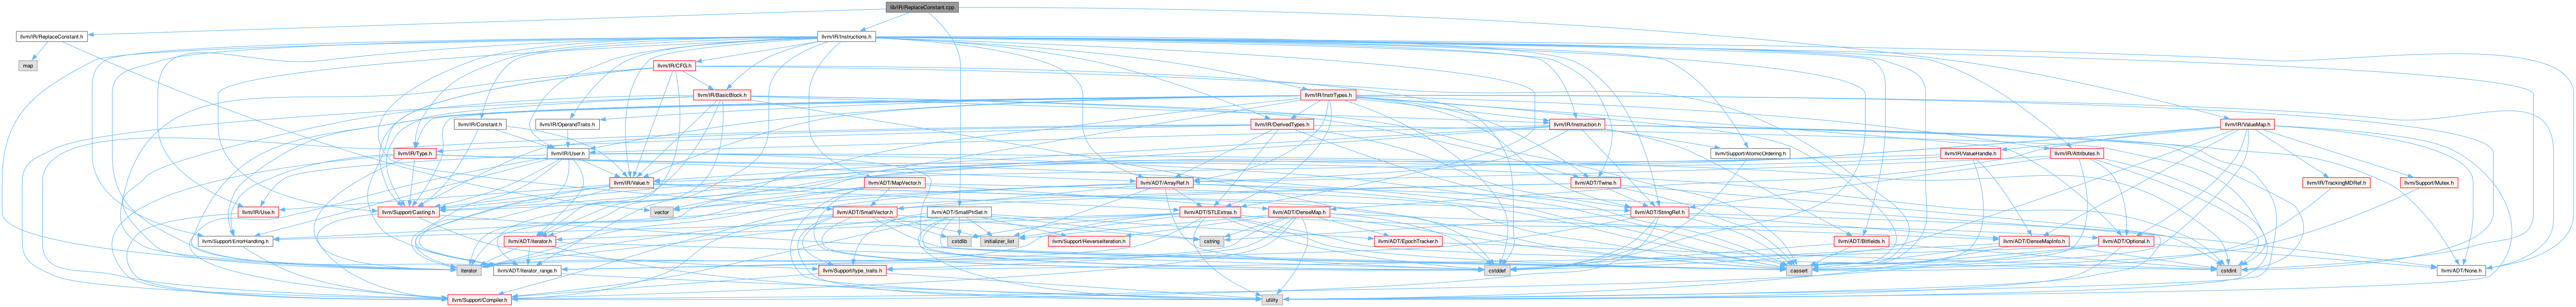 lib/IR/ReplaceConstant.cpp
llvm/IR/ReplaceConstant.h
llvm/IR/Instructions.h
map
llvm/IR/CFG.h
llvm/IR/BasicBlock.h
llvm/IR/InstrTypes.h
llvm/IR/Constant.h
llvm/IR/OperandTraits.h
llvm/IR/DerivedTypes.h
llvm/IR/Instruction.h
llvm/IR/ValueMap.h
llvm/IR/Type.h
llvm/IR/User.h
llvm/Support/AtomicOrdering.h
llvm/IR/ValueHandle.h
llvm/IR/Attributes.h
llvm/IR/Value.h
llvm/ADT/MapVector.h
llvm/ADT/ArrayRef.h
llvm/ADT/Twine.h
llvm/IR/TrackingMDRef.h
llvm/Support/Mutex.h
llvm/IR/Use.h
llvm/Support/Casting.h
vector
llvm/ADT/SmallVector.h
llvm/ADT/SmallPtrSet.h
llvm/ADT/STLExtras.h
llvm/ADT/DenseMap.h
llvm/ADT/StringRef.h
llvm/Support/ErrorHandling.h
llvm/ADT/iterator.h
cstdlib
initializer_list
llvm/Support/ReverseIteration.h
cstring
llvm/ADT/EpochTracker.h
llvm/ADT/Bitfields.h
llvm/ADT/DenseMapInfo.h
llvm/ADT/Optional.h
iterator
llvm/ADT/iterator_range.h
llvm/Support/type_traits.h
cstddef
cassert
cstdint
llvm/ADT/None.h
llvm/Support/Compiler.h
utility